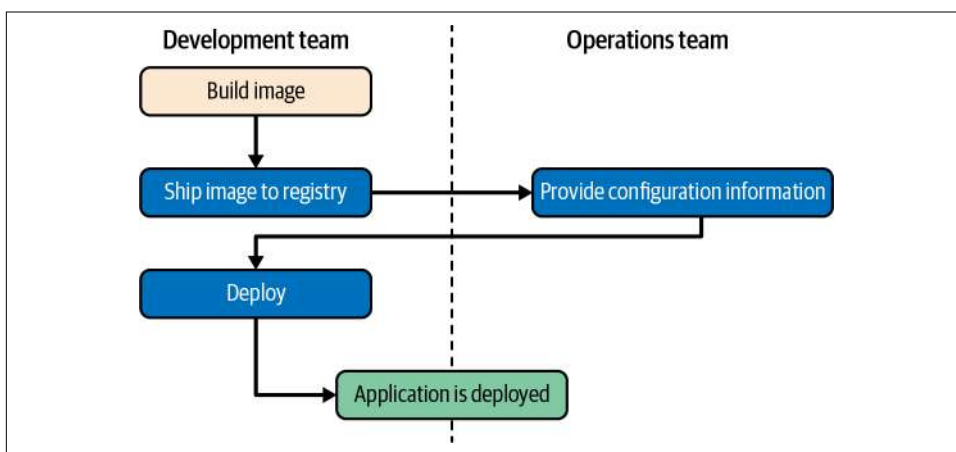 Development team
Operations team
Build image
Ship image to registry
Provide configuration information
Deploy
Application is deployed